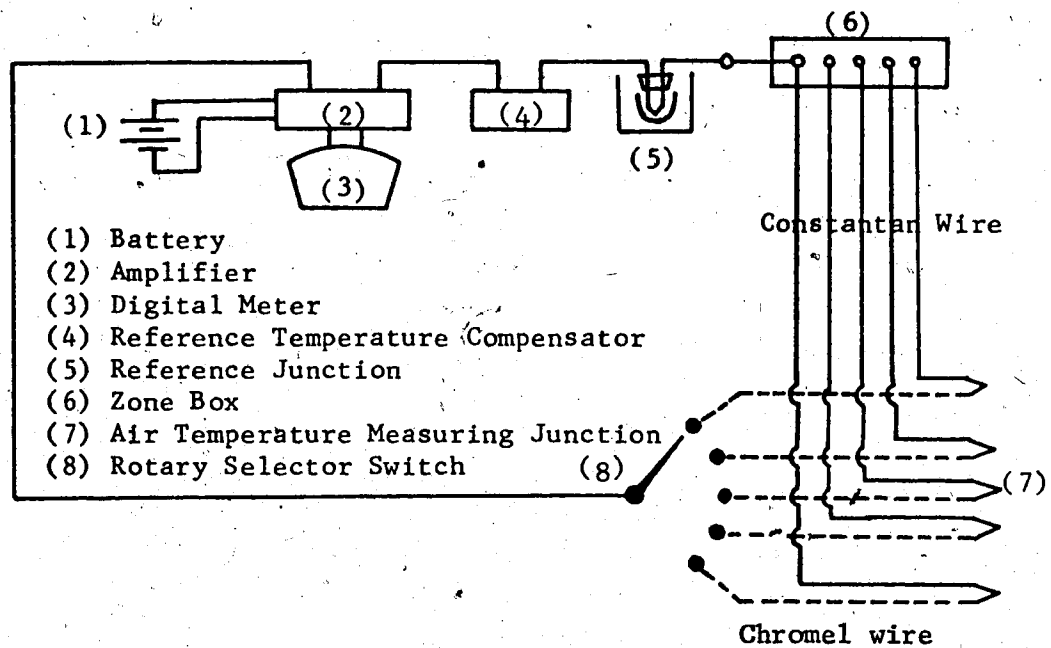 (6)
(1)
(2)
(4)
(5)
(3)
Constantan Wire
(1) Battery
(2) Amplifier
(3) Digital Meter
(4) Reference Temperature Compensator
(5) Reference Junction
(6) Zone Box
(7) Air Temperature Measuring Junction
(8) Rotary Selector Switch
(8)
(7)
Chromel wire